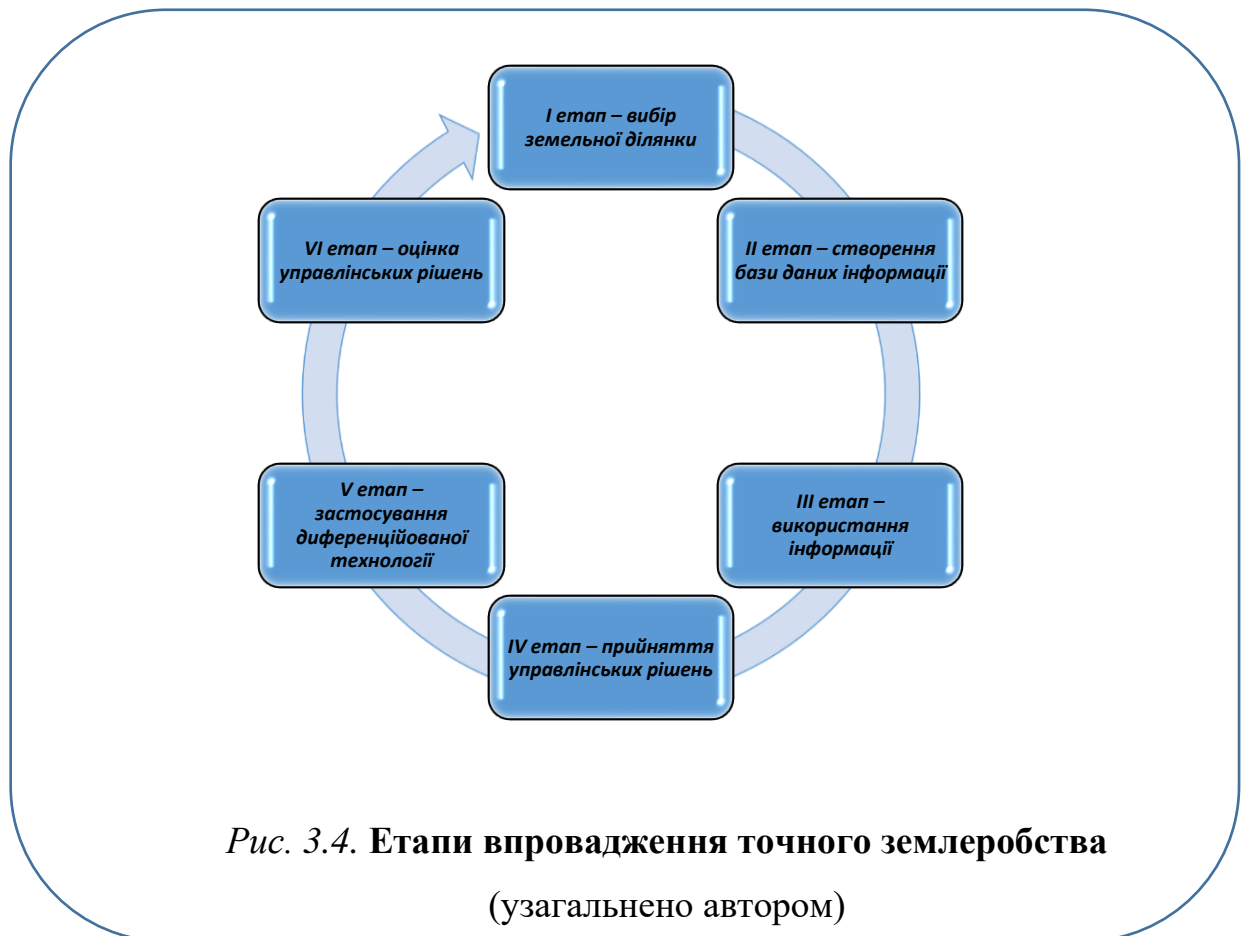 I етап – вибір
земельної ділянки
II етап – створення
бази даних інформації
III етап –
використання
інформації
IV етап – прийняття
управлінських рішень
V етап –
застосування
диференційованої
технології
VI етап – оцінка
управлінських рішень
Рис. 3.4. Етапи впровадження точного землеробства
(узагальнено автором)